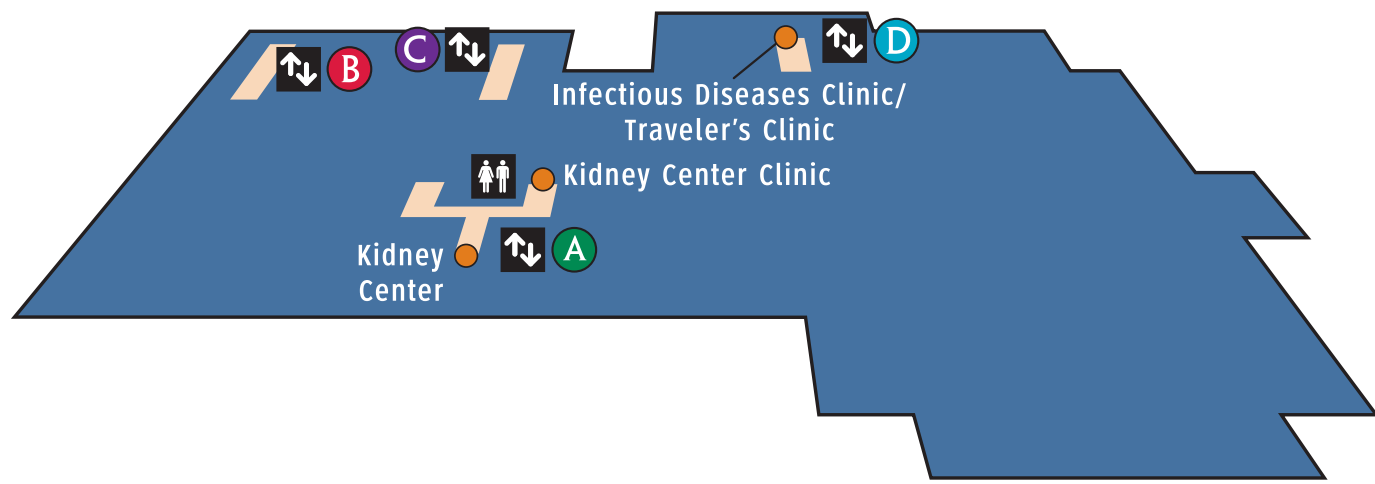 B
C
D
Infectious Diseases Clinic/
Traveler's Clinic
Kidney Center Clinic
Kidney
Center
A